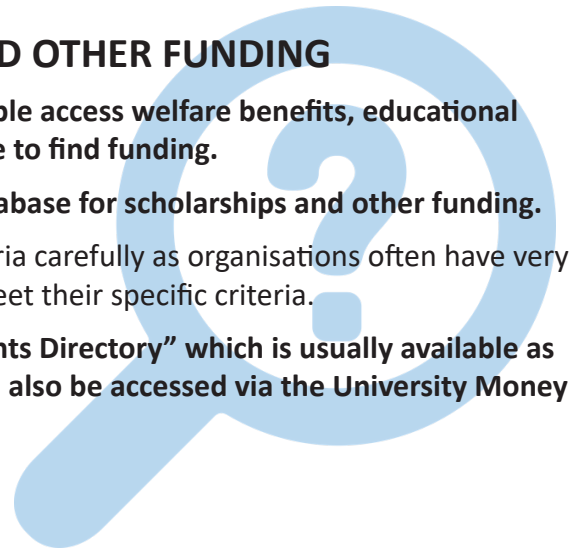 D OTHER FUNDING
ble access welfare benefits, educational
e to find funding.
abase for scholarships and other funding.
ria carefully as organisations often have very
eet their specific criteria.
nts Directory” which is usually available as
also be accessed via the University Money
?